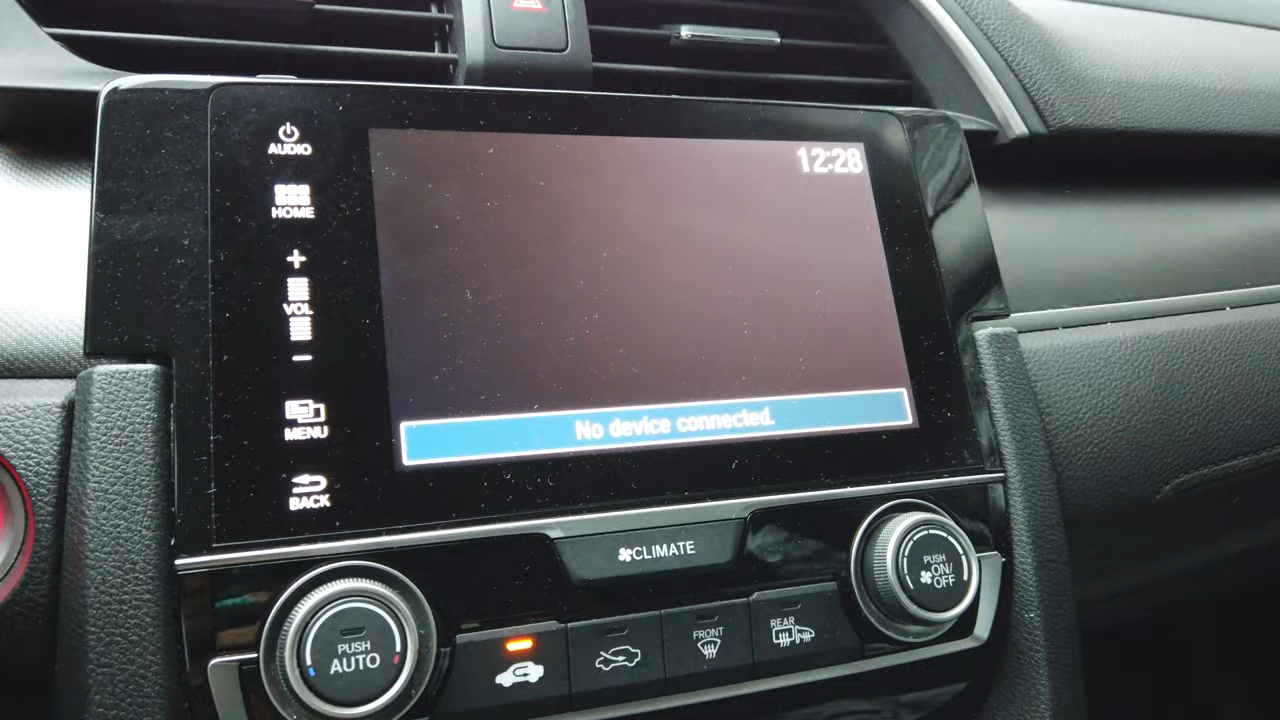 AUDIO
12:28
HOME
+
VOL
−
MENU
BACK
No device connected.
CLIMATE
PUSH
AUTO
FRONT
REAR
PUSH
ON/
OFF